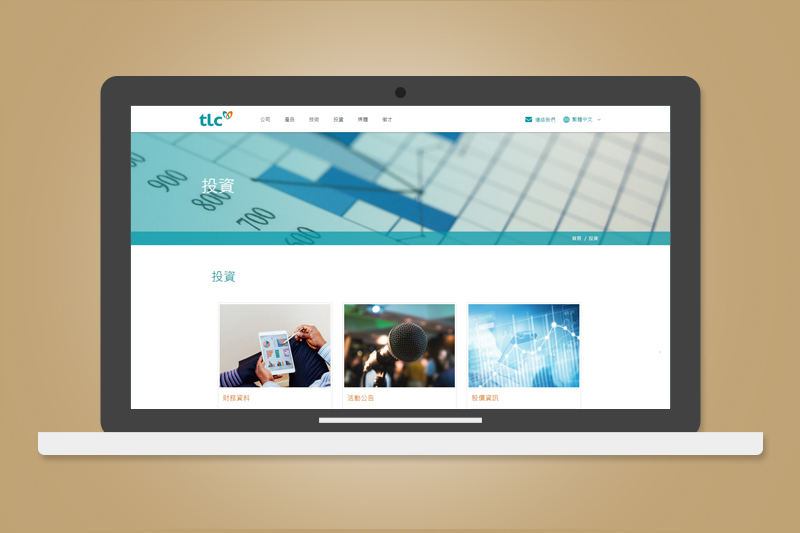 tlc
公司 產品 技術 投資 媒體 徵才
連絡我們 繁體中文
900
800
700
600
投資
首頁 / 投資
投資
財務資料 活動公告 股價資訊